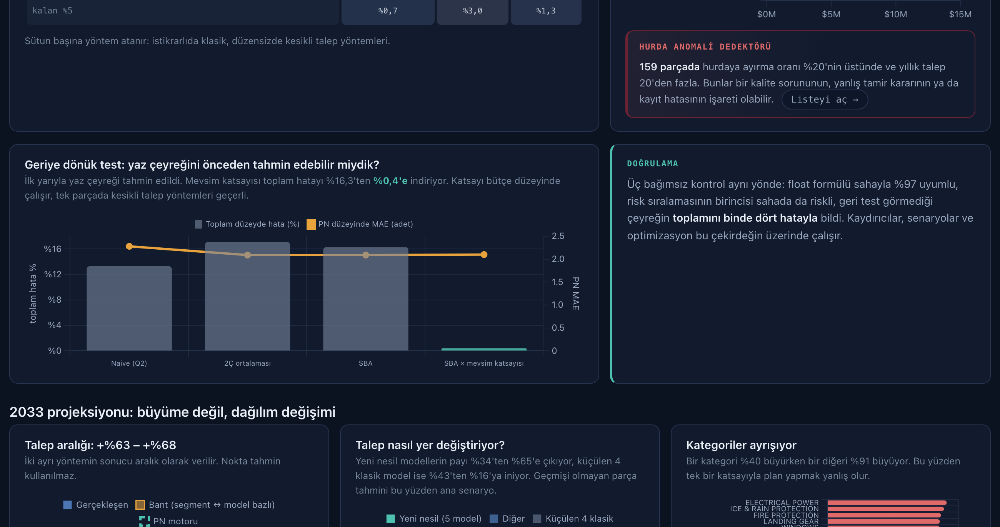 kalan %5
%0,7
%3,0
%1,3
Sütun başına yöntem atanır: istikrarlıda klasik, düzensizde kesikli talep yöntemleri.
$0M
$5M
$10M
$15M
HURDA ANOMALİ DEDEKTÖRÜ
159 parçada hurdaya ayırma oranı %20'nin üstünde ve yıllık talep
20'den fazla. Bunlar bir kalite sorununun, yanlış tamir kararının ya da
kayıt hatasının işareti olabilir.
Listeyi aç →
Geriye dönük test: yaz çeyreğini önceden tahmin edebilir miydik?
İlk yarıyla yaz çeyreği tahmin edildi. Mevsim katsayısı toplam hatayı %16,3'ten %0,4'e indiriyor. Katsayı bütçe düzeyinde
çalışır, tek parçada kesikli talep yöntemleri geçerli.
Toplam düzeyde hata (%)
PN düzeyinde MAE (adet)
%16
%12
%8
%4
%0
toplam hata %
2.5
2.0
1.5
1.0
0.5
0
PN MAE
Naive (Q2)
2Ç ortalaması
SBA
SBA × mevsim katsayısı
DOĞRULAMA
Üç bağımsız kontrol aynı yönde: float formülü sahayla %97 uyumlu,
risk sıralamasının birincisi sahada da riskli, geri test görmediği
çeyreğin toplamını binde dört hatayla bildi. Kaydırıcılar, senaryolar ve
optimizasyon bu çekirdeğin üzerinde çalışır.
2033 projeksiyonu: büyüme değil, dağılım değişimi
Talep aralığı: +%63 – +%68
İki ayrı yöntemin sonucu aralık olarak verilir. Nokta tahmin
kullanılmaz.
Gerçekleşen
Bant (segment ↔ model bazlı)
PN motoru
Talep nasıl yer değiştiriyor?
Yeni nesil modellerin payı %34'ten %65'e çıkıyor, küçülen 4
klasik model ise %43'ten %16'ya iniyor. Geçmişi olmayan parça
tahmini bu yüzden ana senaryo.
Yeni nesil (5 model)
Diğer
Küçülen 4 klasik
Kategoriler ayrışıyor
Bir kategori %40 büyürken bir diğeri %91 büyüyor. Bu yüzden
tek bir katsayıyla plan yapmak yanlış olur.
ELECTRICAL POWER
ICE & RAIN PROTECTION
FIRE PROTECTION
LANDING GEAR
WINDOWS